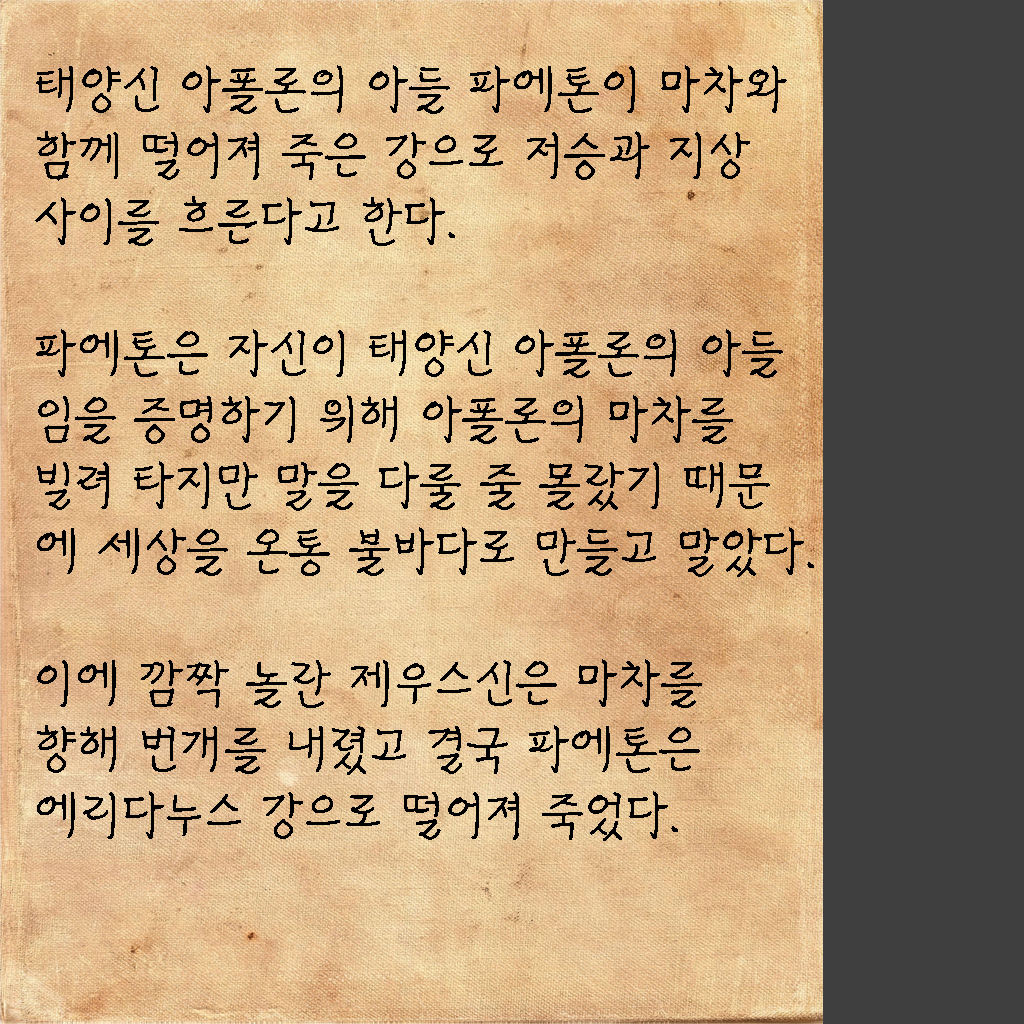 태양신 아폴론의 아들 파에톤이 마차와
함께 떨어져 죽은 강으로 저승과 지상
사이를 흐른다고 한다.
파에톤은 자신이 태양신 아폴론의 아들
임을 증명하기 위해 아폴론의 마차를
빌려 타지만 말을 다룰 줄 몰랐기 때문
에 세상을 온통 불바다로 만들고 말았다.
이에 깜짝 놀란 제우스신은 마차를
향해 번개를 내렸고 결국 파에톤은
에리다누스 강으로 떨어져 죽었다.